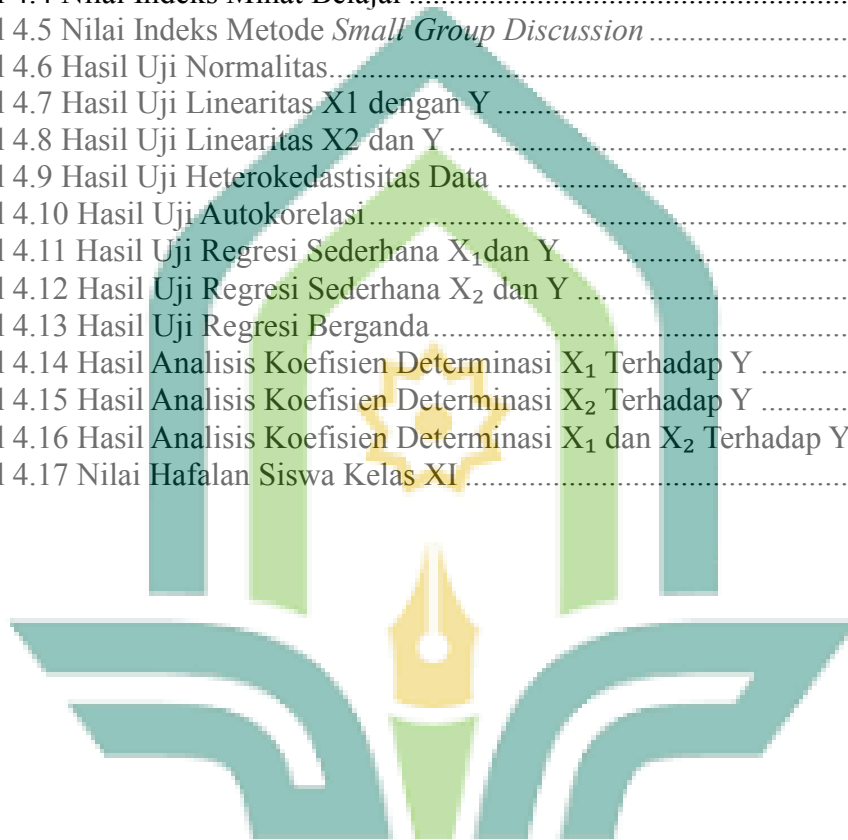 l 4.4 Nilai Indeks Minat Belajar ........................................................
l 4.5 Nilai Indeks Metode Small Group Discussion ..........................
l 4.6 Hasil Uji Normalitas...................................................................
l 4.7 Hasil Uji Linearitas X1 dengan Y .............................................
l 4.8 Hasil Uji Linearitas X2 dan Y ...................................................
l 4.9 Hasil Uji Heterokedastisitas Data ..............................................
l 4.10 Hasil Uji Autokorelasi ..............................................................
l 4.11 Hasil Uji Regresi Sederhana X₁dan Y.....................................
l 4.12 Hasil Uji Regresi Sederhana X₂ dan Y ...................................
l 4.13 Hasil Uji Regresi Berganda ......................................................
l 4.14 Hasil Analisis Koefisien Determinasi X₁ Terhadap Y ...........
l 4.15 Hasil Analisis Koefisien Determinasi X₂ Terhadap Y ...........
l 4.16 Hasil Analisis Koefisien Determinasi X₁ dan X₂ Terhadap Y
l 4.17 Nilai Hafalan Siswa Kelas XI ..................................................